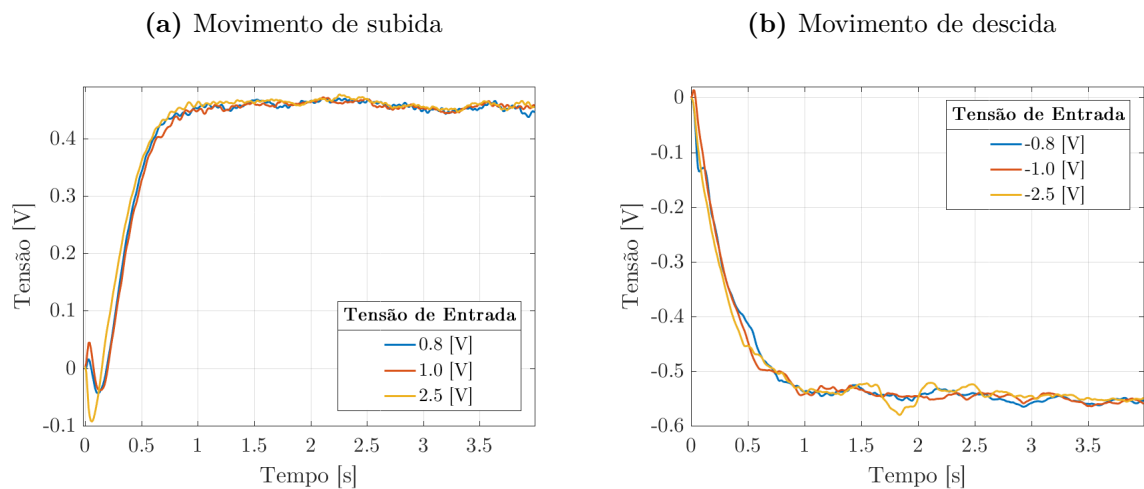 (a) Movimento de subida
0.4
0.3
0.2
0.1
0
-0.1
0
0.5
1
1.5
2
2.5
3
3.5
Tensão [V]
Tempo [s]
Tensão de Entrada
0.8 [V]
1.0 [V]
2.5 [V]
(b) Movimento de descida
0
-0.1
-0.2
-0.3
-0.4
-0.5
-0.6
0
0.5
1
1.5
2
2.5
3
3.5
Tensão [V]
Tempo [s]
Tensão de Entrada
-0.8 [V]
-1.0 [V]
-2.5 [V]